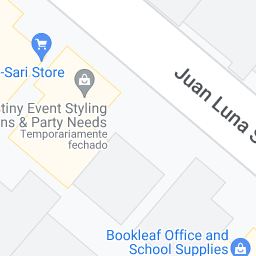 -Sari Store
tiny Event Styling
ns & Party Needs
Temporariamente
fechado
Juan Luna S
Bookleaf Office and
School Supplies